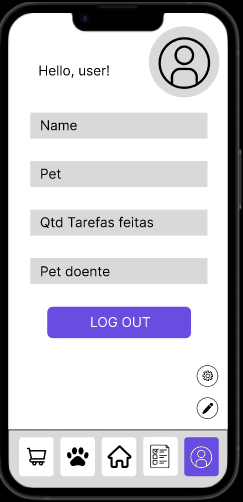 Hello, user!
Name
Pet
Qtd Tarefas feitas
Pet doente
LOG OUT